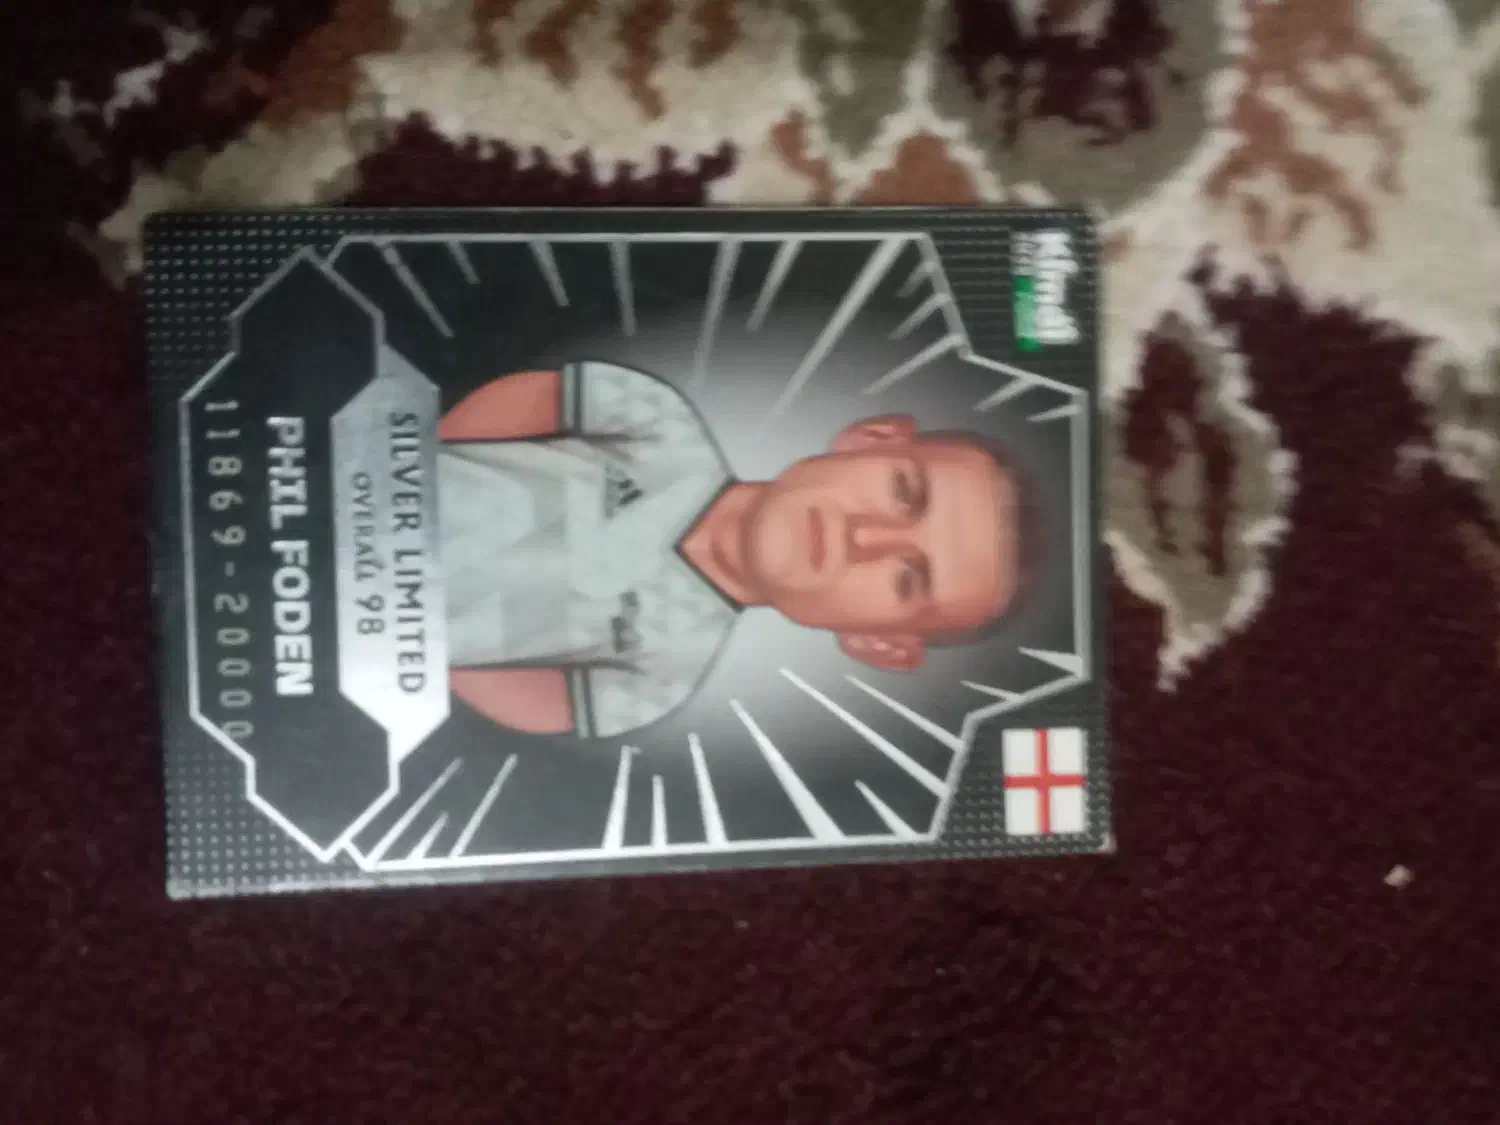 SILVER LIMITED
OVERALL 98
PHIL FODEN
11869-20000